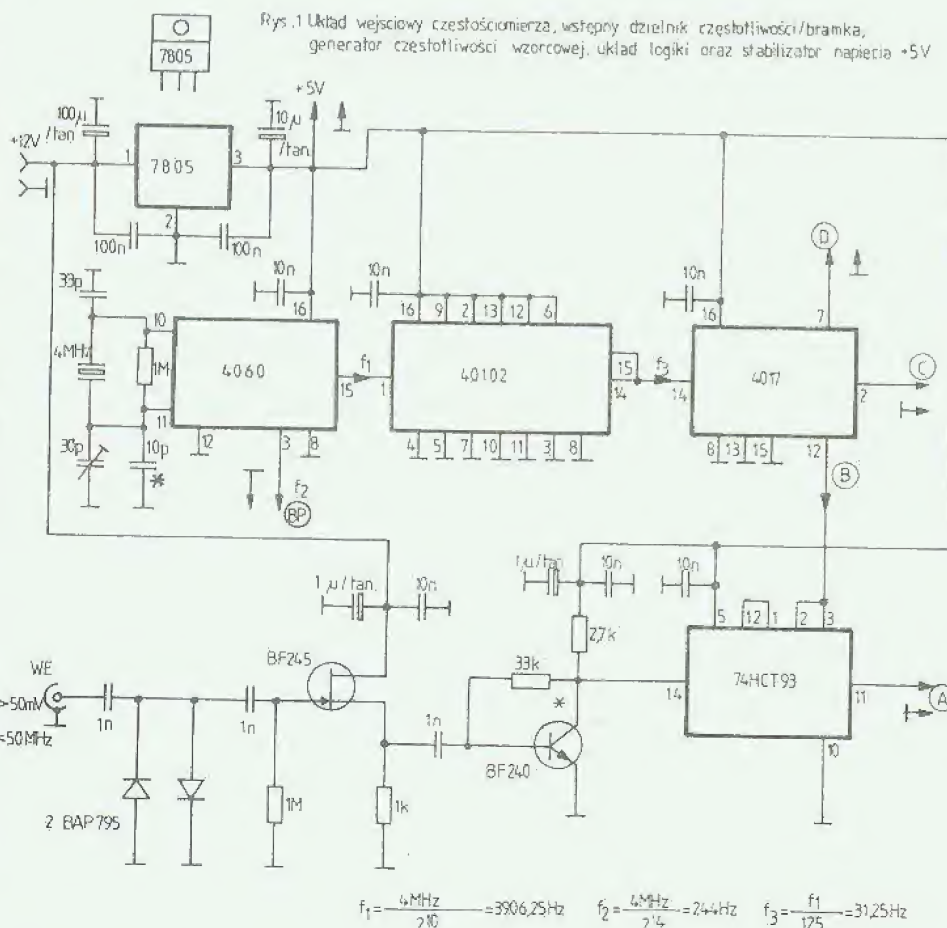 Rys.1 Układ wejsciowy częstościomierza, wstępny dzielnik częstotliwości/bramka,
generator częstotliwości wzorcowej, układ logiki oraz stabilizator napięcia +5V
7805
+5V
100µ
/tan.
10µ
/tan.
+12V
1
7805
3
2
100n
100n
33p
10n
10n
10n
D
10
16
16
9
2
13
12
6
16
7
4MHz
1M
4060
f1
40102
15
f3
4017
C
15
1
14
14
2
11
30p
10p
*
12
3
8
4
5
7
10
11
3
8
8
13
15
12
f2
BP
B
1µ/tan.
10n
1µ/tan.
10n
10n
5
12
1
2
3
2,7k
WE
BF245
33k
74HCT93
>50mV
1n
1n
*
14
11
A
=50MHz
1n
BF240
10
2 BAP795
1M
1k
f1= 4MHz/2^10 =3906,25Hz f2= 4MHz/2^14 =244Hz f3= f1/125 =31,25Hz